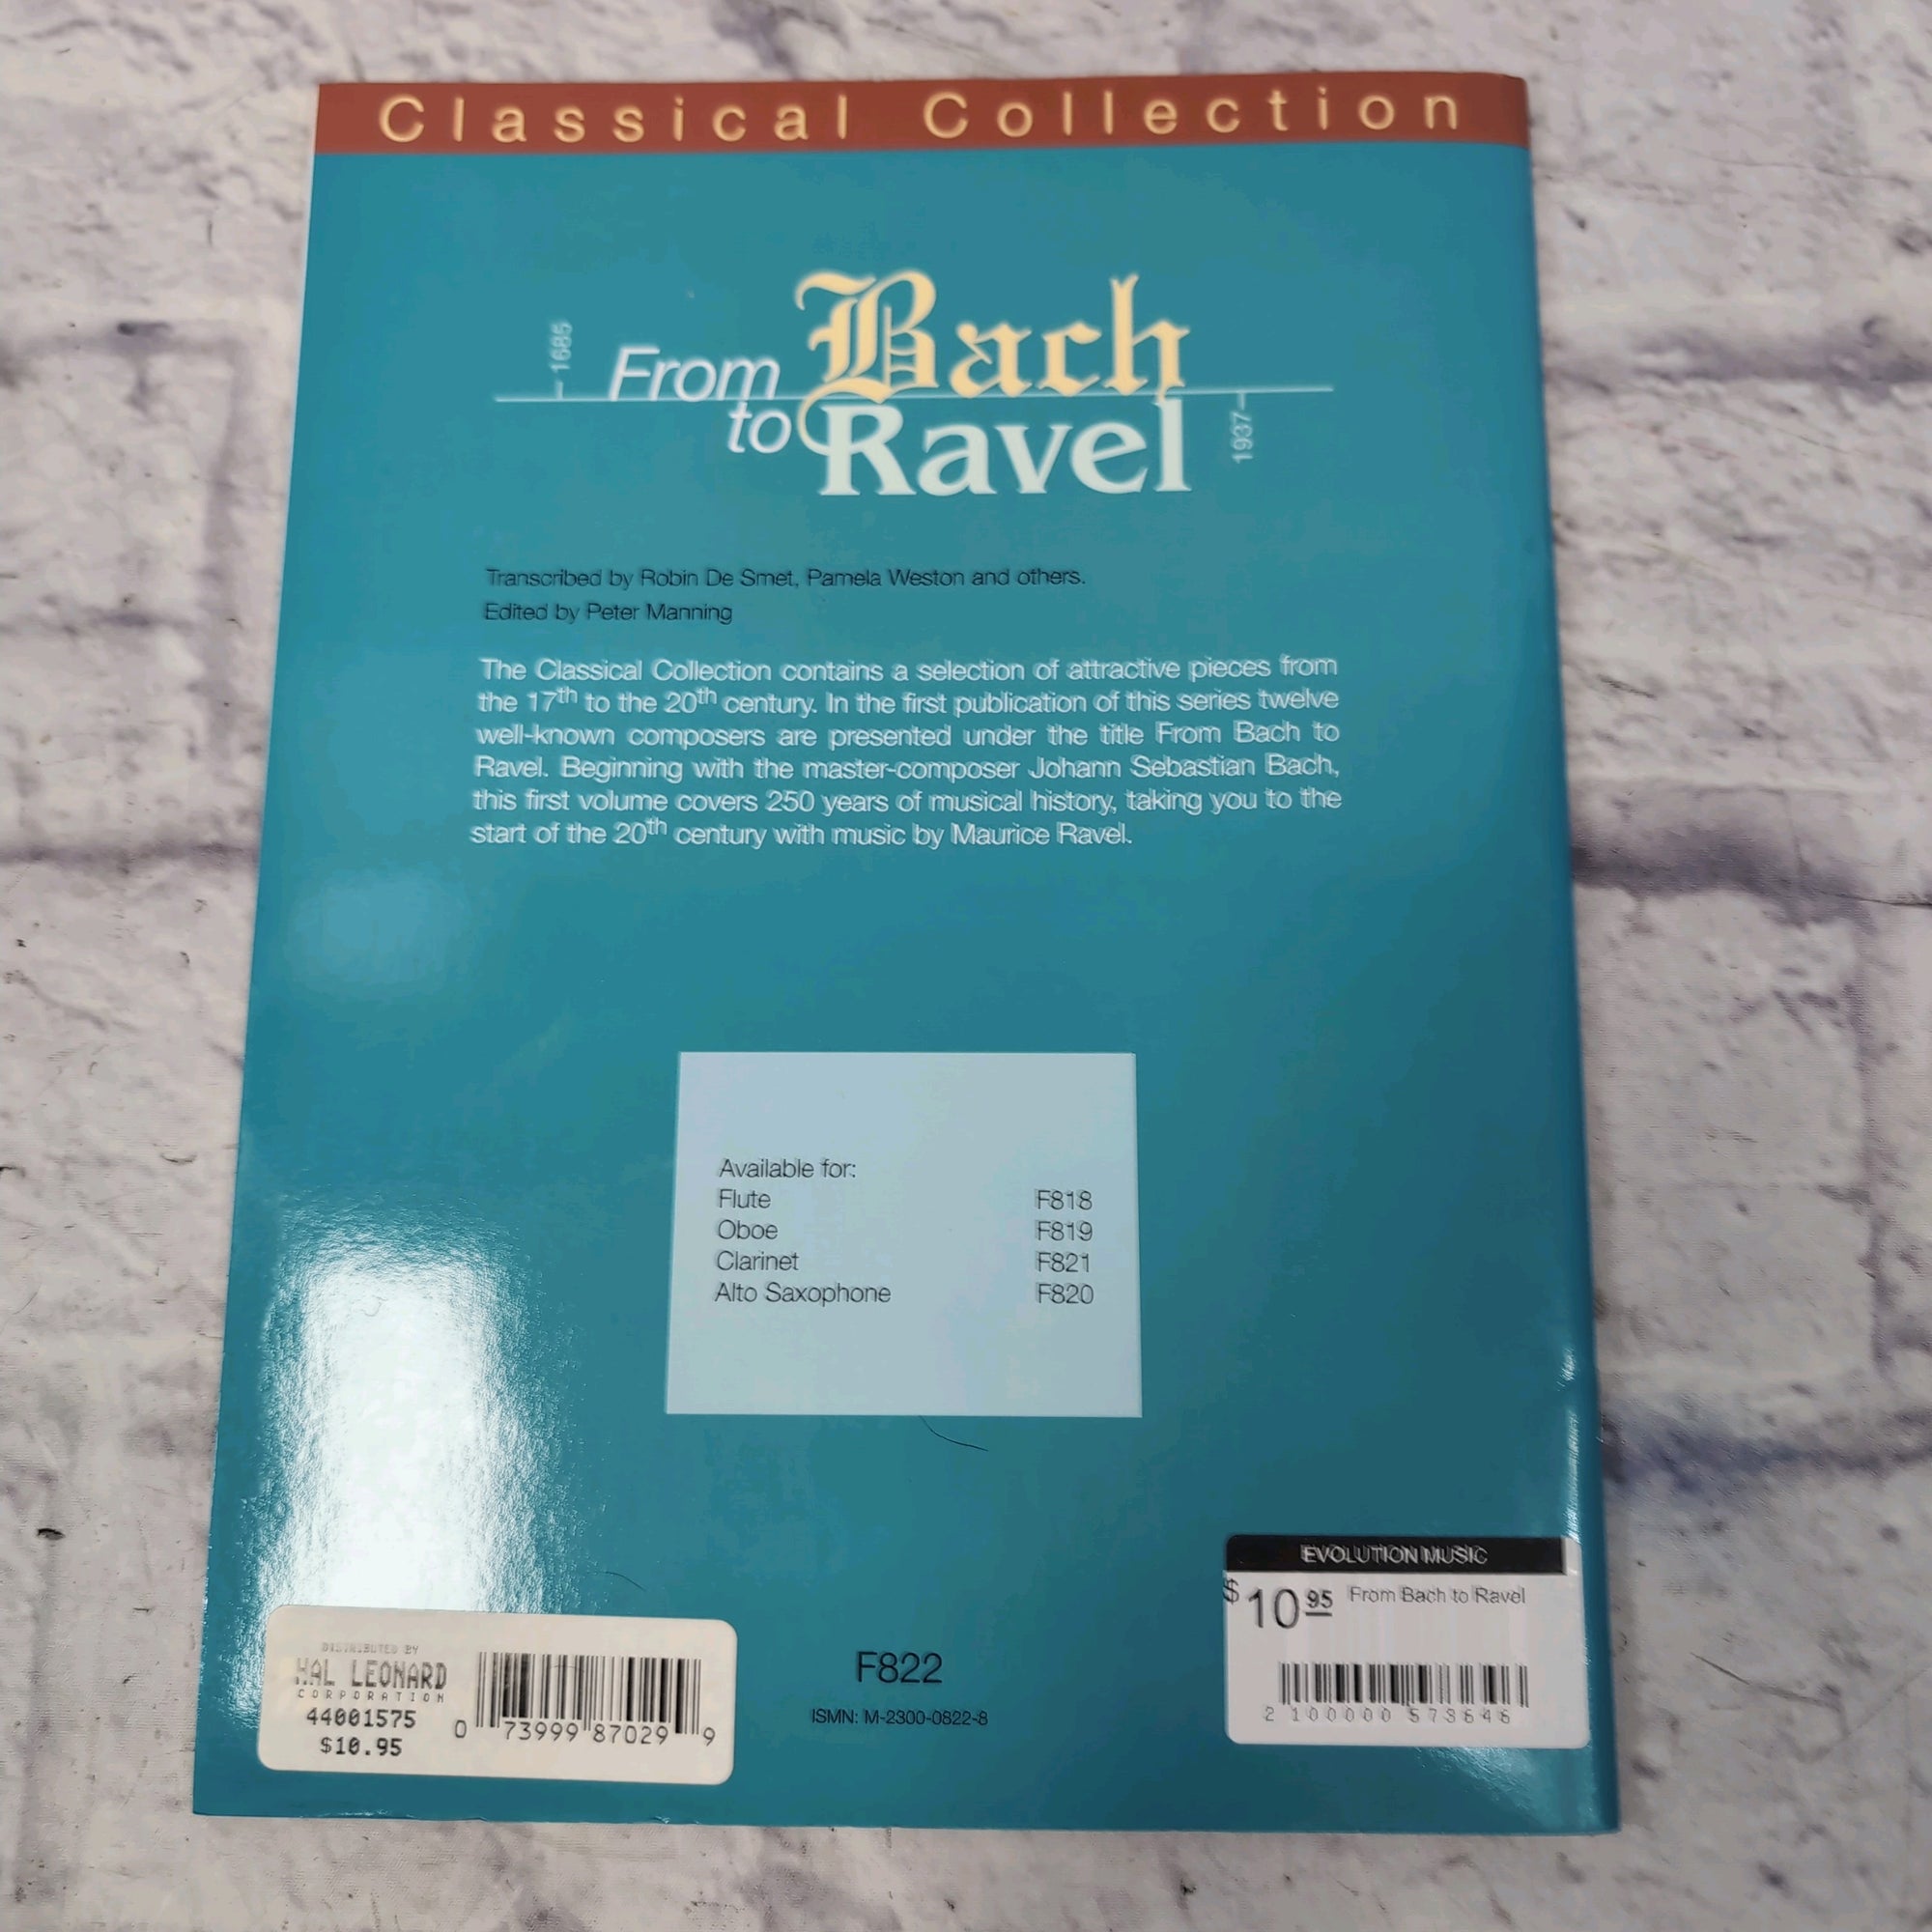 Classical Collection
1685
From Bach
to Ravel
1937
Transcribed by Robin De Smet, Pamela Weston and others.
Edited by Peter Manning
The Classical Collection contains a selection of attractive pieces from
the 17th to the 20th century. In the first publication of this series twelve
well-known composers are presented under the title From Bach to
Ravel. Beginning with the master-composer Johann Sebastian Bach,
this first volume covers 250 years of musical history, taking you to the
start of the 20th century with music by Maurice Ravel.
Available for:
Flute F818
Oboe F819
Clarinet F821
Alto Saxophone F820
DISTRIBUTED BY
HAL LEONARD
CORPORATION
44001575
$10.95
0 73999 87029 9
F822
ISMN: M-2300-0822-8
EVOLUTION MUSIC
$10.95 From Bach to Ravel
2 100000 573646